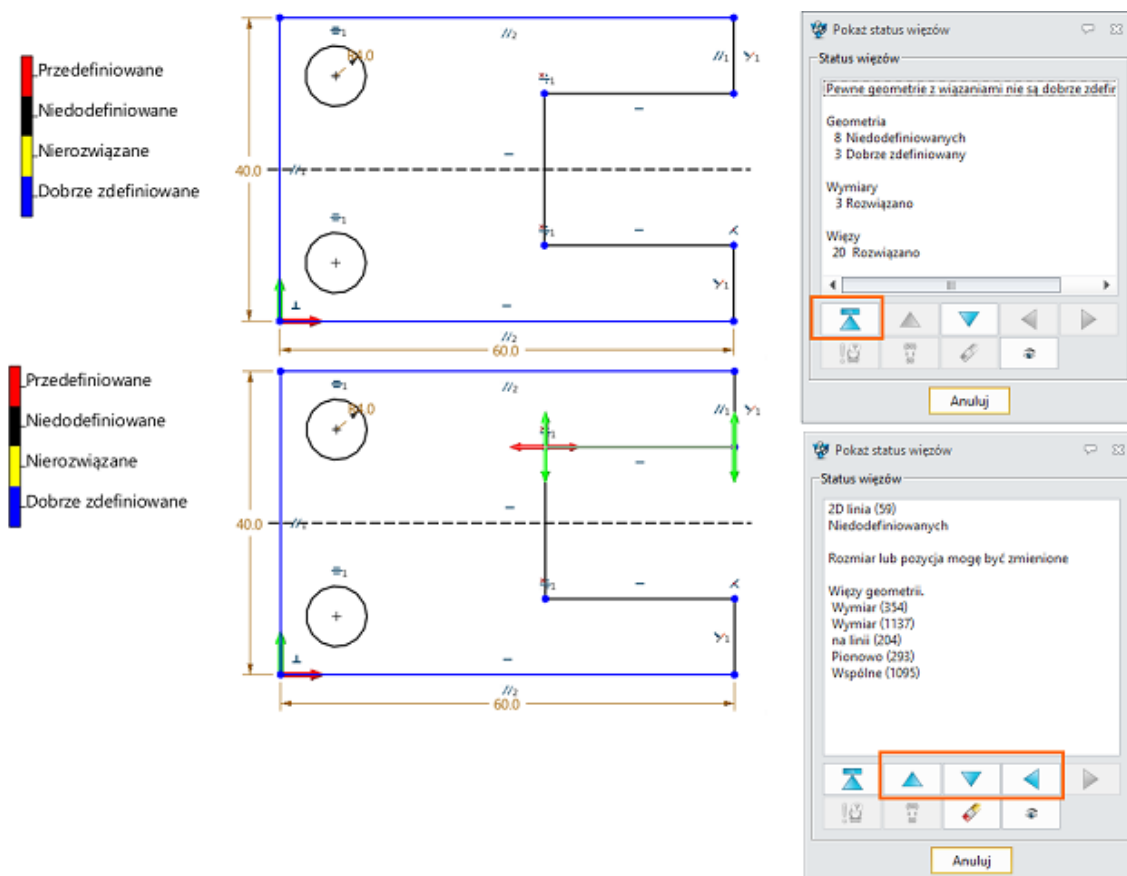 Przedefiniowane
Niedodefiniowane
Nierozwiązane
Dobrze zdefiniowane
40.0
60.0
Pokaż status więzów
Status więzów
Pewne geometrie z wiązaniami nie są dobrze zdefir
Geometria
8 Niedodefiniowanych
3 Dobrze zdefiniowany
Wymiary
3 Rozwiązano
Więzy
20 Rozwiązano
Anuluj
Przedefiniowane
Niedodefiniowane
Nierozwiązane
Dobrze zdefiniowane
40.0
60.0
Pokaż status więzów
Status więzów
2D linia (59)
Niedodefiniowanych
Rozmiar lub pozycja mogę być zmienione
Więzy geometrii.
Wymiar (354)
Wymiar (1137)
na linii (204)
Pionowo (293)
Wspólne (1095)
Anuluj